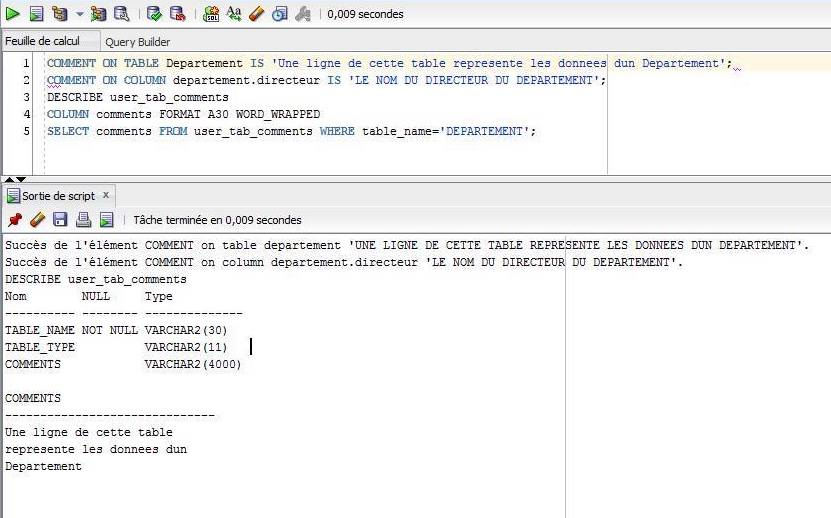 0,009 secondes
Feuille de calcul Query Builder
1 COMMENT ON TABLE Departement IS 'Une ligne de cette table represente les donnees dun Departement';
2 COMMENT ON COLUMN departement.directeur IS 'LE NOM DU DIRECTEUR DU DEPARTEMENT';
3 DESCRIBE user_tab_comments
4 COLUMN comments FORMAT A30 WORD_WRAPPED
5 SELECT comments FROM user_tab_comments WHERE table_name='DEPARTEMENT';
Sortie de script x
Tâche terminée en 0,009 secondes
Succès de l'élément COMMENT on table departement 'UNE LIGNE DE CETTE TABLE REPRESENTE LES DONNEES DUN DEPARTEMENT'.
Succès de l'élément COMMENT on column departement.directeur 'LE NOM DU DIRECTEUR DU DEPARTEMENT'.
DESCRIBE user_tab_comments
Nom        NULL     Type
---------- -------- --------------
TABLE_NAME NOT NULL VARCHAR2(30)
TABLE_TYPE          VARCHAR2(11)
COMMENTS            VARCHAR2(4000)
COMMENTS
------------------------------
Une ligne de cette table
represente les donnees dun
Departement